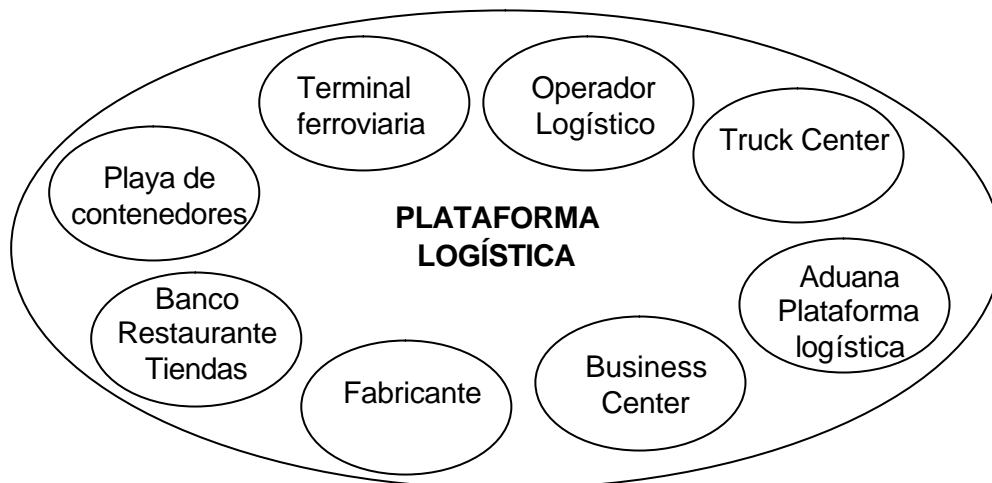 Terminal
ferroviaria
Operador
Logístico
Truck Center
Playa de
contenedores
PLATAFORMA
LOGÍSTICA
Aduana
Plataforma
logística
Banco
Restaurante
Tiendas
Fabricante
Business
Center